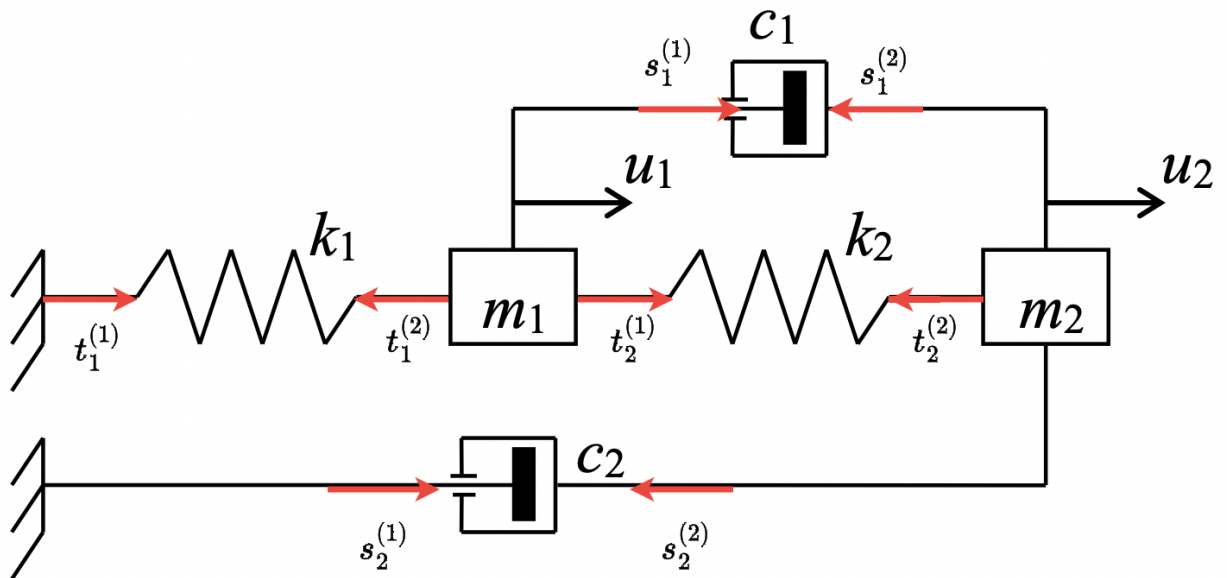 c₁
s₁⁽¹⁾ s₁⁽²⁾
u₁ u₂
k₁ k₂
m₁ m₂
t₁⁽¹⁾ t₁⁽²⁾ t₂⁽¹⁾ t₂⁽²⁾
c₂
s₂⁽¹⁾ s₂⁽²⁾